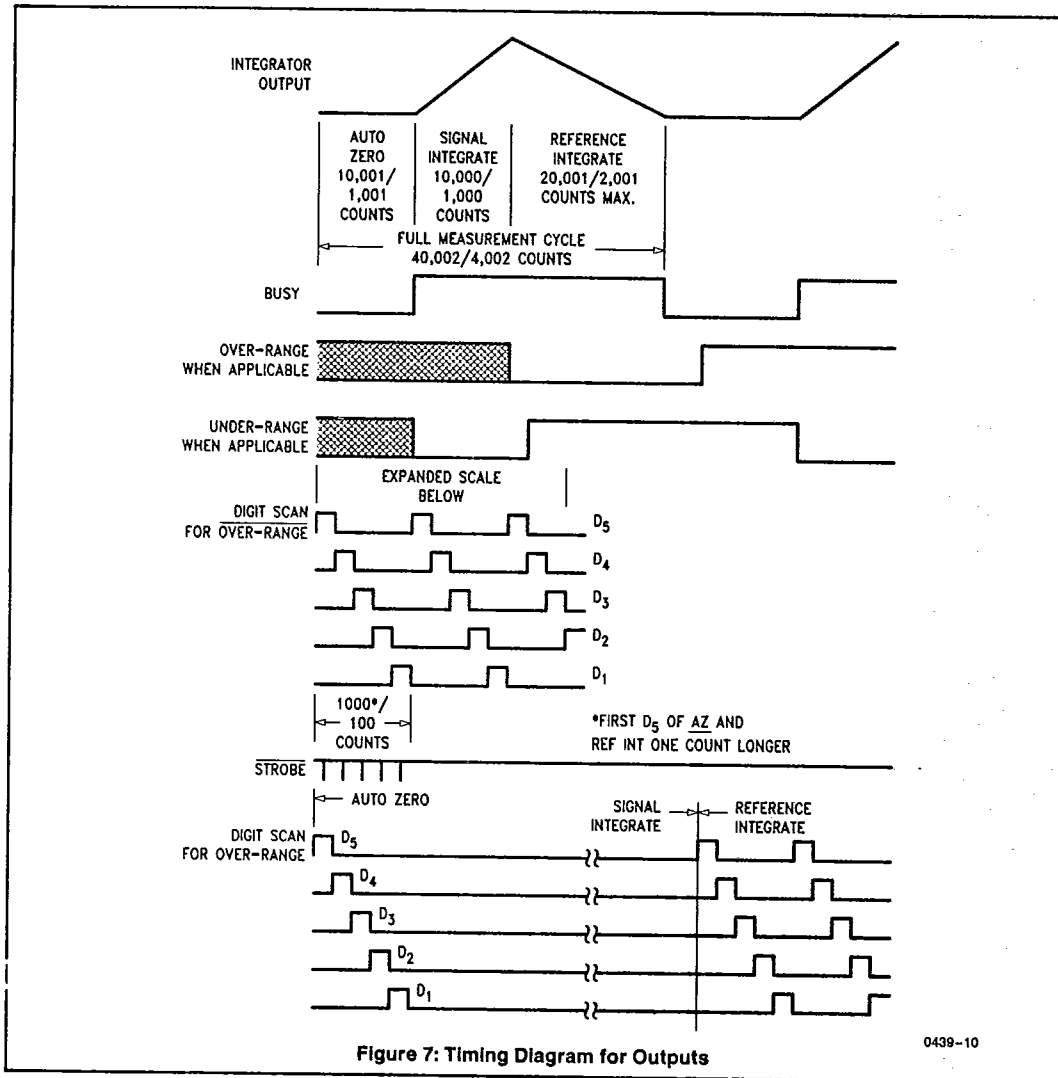 INTEGRATOR
OUTPUT
AUTO
ZERO
10,001/
1,001
COUNTS
SIGNAL
INTEGRATE
10,000/
1,000
COUNTS
REFERENCE
INTEGRATE
20,001/2,001
COUNTS MAX.
FULL MEASUREMENT CYCLE
40,002/4,002 COUNTS
BUSY
OVER-RANGE
WHEN APPLICABLE
UNDER-RANGE
WHEN APPLICABLE
EXPANDED SCALE
BELOW
DIGIT SCAN
FOR OVER-RANGE
D5
D4
D3
D2
D1
1000*/
100
COUNTS
*FIRST D5 OF AZ AND
REF INT ONE COUNT LONGER
STROBE
AUTO ZERO
SIGNAL
INTEGRATE
REFERENCE
INTEGRATE
DIGIT SCAN
FOR OVER-RANGE
D5
D4
D3
D2
D1
0439-10
Figure 7: Timing Diagram for Outputs